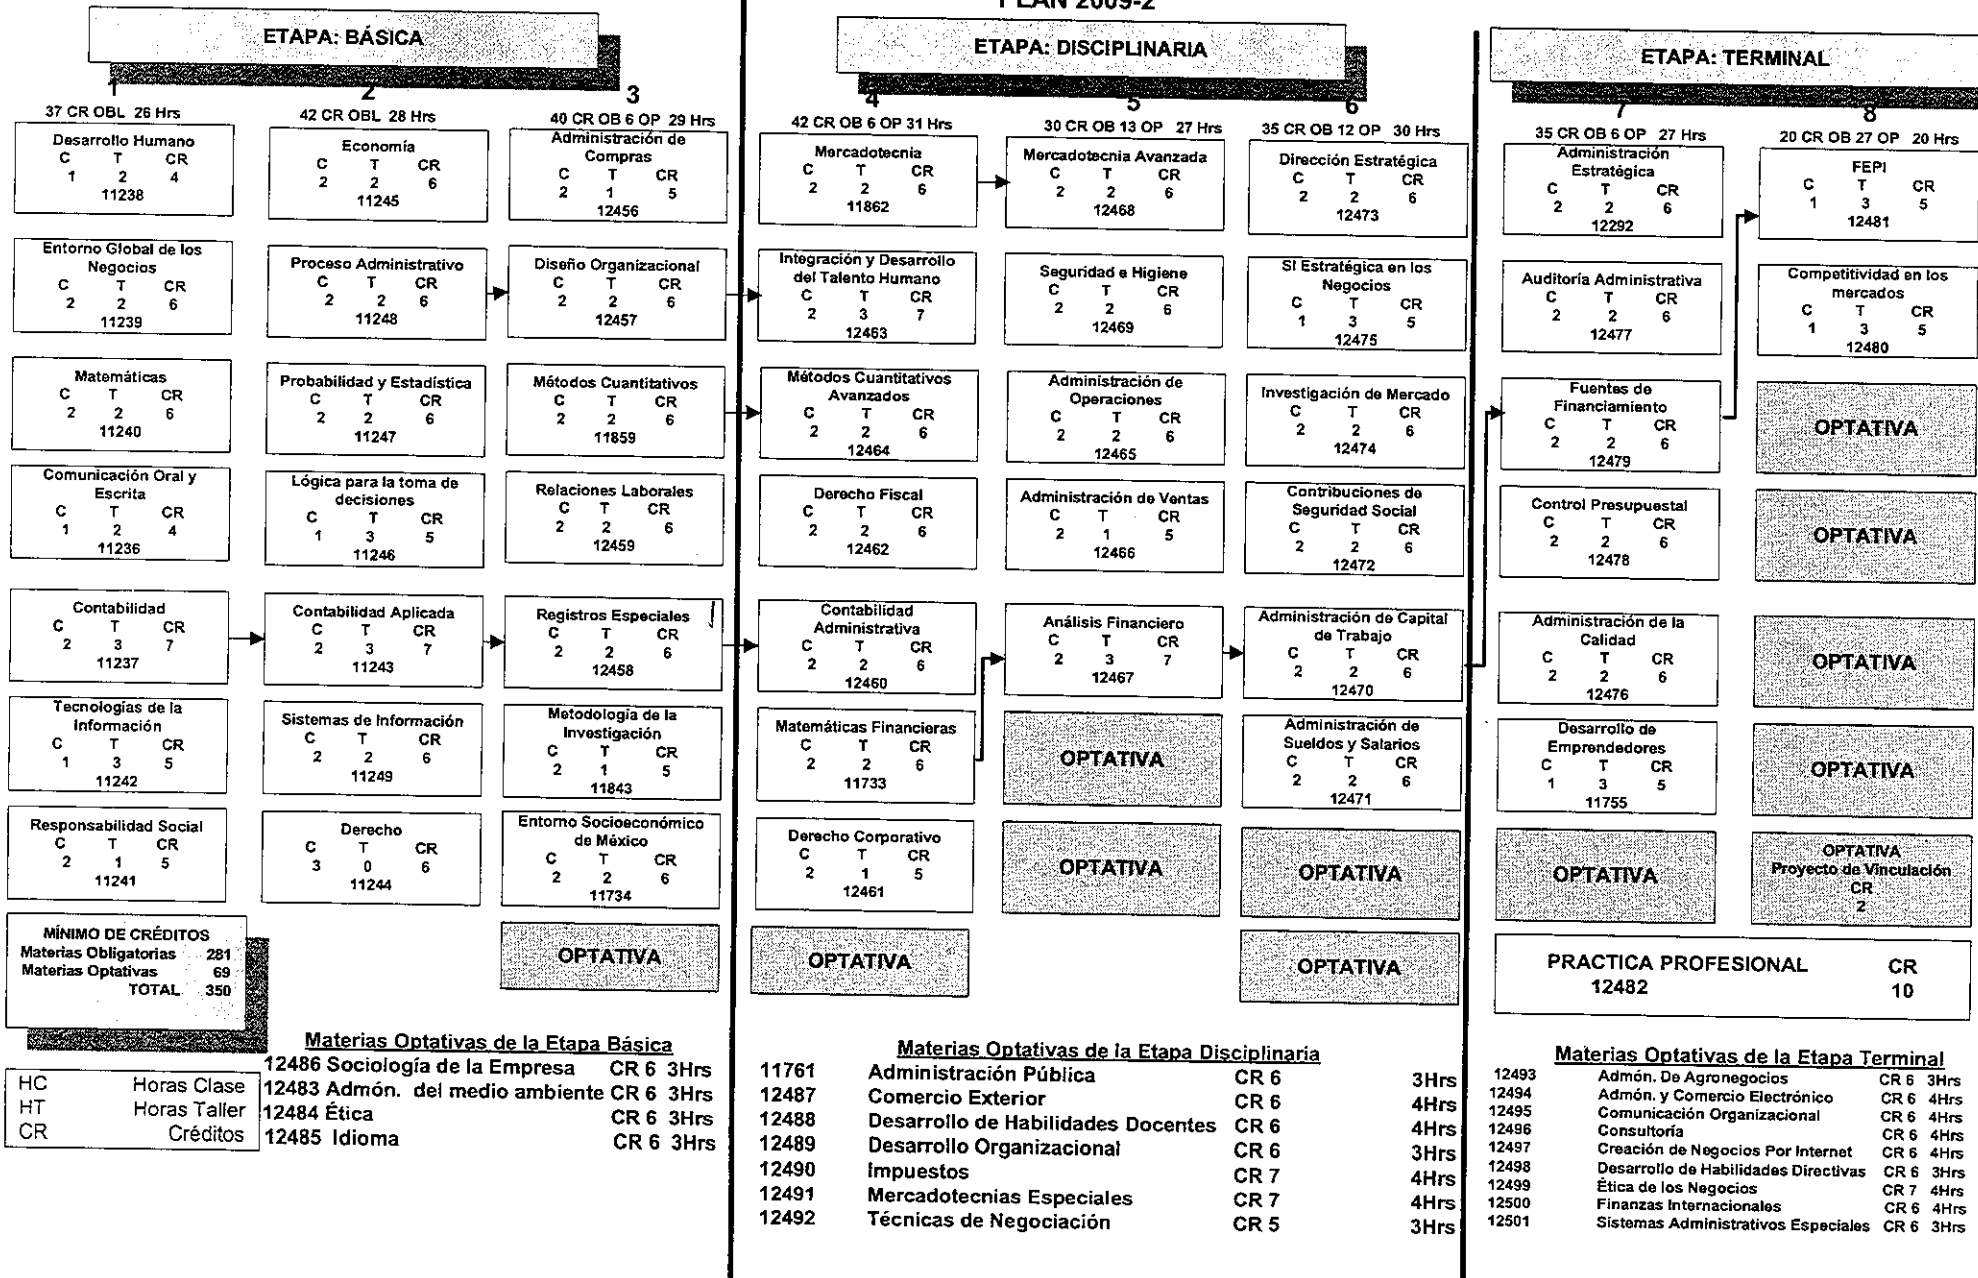 PLAN 2009-2
ETAPA: BÁSICA
1
37 CR OBL 26 Hrs
Desarrollo Humano
C T CR
1 2 4
11238
Entorno Global de los
Negocios
C T CR
2 2 6
11239
Matemáticas
C T CR
2 2 6
11240
Comunicación Oral y
Escrita
C T CR
1 2 4
11236
Contabilidad
C T CR
2 3 7
11237
Tecnologías de la
Información
C T CR
1 3 5
11242
Responsabilidad Social
C T CR
2 1 5
11241
2
42 CR OBL 28 Hrs
Economía
C T CR
2 2 6
11245
Proceso Administrativo
C T CR
2 2 6
11248
Probabilidad y Estadística
C T CR
2 2 6
11247
Lógica para la toma de
decisiones
C T CR
1 3 5
11246
Contabilidad Aplicada
C T CR
2 3 7
11243
Sistemas de Información
C T CR
2 2 6
11249
Derecho
C T CR
3 0 6
11244
3
40 CR OB 6 OP 29 Hrs
Administración de
Compras
C T CR
2 1 5
12456
Diseño Organizacional
C T CR
2 2 6
12457
Métodos Cuantitativos
C T CR
2 2 6
11859
Relaciones Laborales
C T CR
2 2 6
12459
Registros Especiales
C T CR
2 2 6
12458
Metodología de la
Investigación
C T CR
2 1 5
11843
Entorno Socioeconómico
de México
C T CR
2 2 6
11734
OPTATIVA
ETAPA: DISCIPLINARIA
4
42 CR OB 6 OP 31 Hrs
Mercadotecnia
C T CR
2 2 6
11862
Integración y Desarrollo
del Talento Humano
C T CR
2 3 7
12463
Métodos Cuantitativos
Avanzados
C T CR
2 2 6
12464
Derecho Fiscal
C T CR
2 2 6
12462
Contabilidad
Administrativa
C T CR
2 2 6
12460
Matemáticas Financieras
C T CR
2 2 6
11733
Derecho Corporativo
C T CR
2 1 5
12461
OPTATIVA
5
30 CR OB 13 OP 27 Hrs
Mercadotecnia Avanzada
C T CR
2 2 6
12468
Seguridad e Higiene
C T CR
2 2 6
12469
Administración de
Operaciones
C T CR
2 2 6
12465
Administración de Ventas
C T CR
2 1 5
12466
Análisis Financiero
C T CR
2 3 7
12467
OPTATIVA
OPTATIVA
6
35 CR OB 12 OP 30 Hrs
Dirección Estratégica
C T CR
2 2 6
12473
SI Estratégica en los
Negocios
C T CR
1 3 5
12475
Investigación de Mercado
C T CR
2 2 6
12474
Contribuciones de
Seguridad Social
C T CR
2 2 6
12472
Administración de Capital
de Trabajo
C T CR
2 2 6
12470
Administración de
Sueldos y Salarios
C T CR
2 2 6
12471
OPTATIVA
OPTATIVA
ETAPA: TERMINAL
7
35 CR OB 6 OP 27 Hrs
Administración
Estratégica
C T CR
2 2 6
12292
Auditoría Administrativa
C T CR
2 2 6
12477
Fuentes de
Financiamiento
C T CR
2 2 6
12479
Control Presupuestal
C T CR
2 2 6
12478
Administración de la
Calidad
C T CR
2 2 6
12476
Desarrollo de
Emprendedores
C T CR
1 3 5
11755
OPTATIVA
8
20 CR OB 27 OP 20 Hrs
FEPI
C T CR
1 3 5
12481
Competitividad en los
mercados
C T CR
1 3 5
12480
OPTATIVA
OPTATIVA
OPTATIVA
OPTATIVA
OPTATIVA
Proyecto de Vinculación
CR
2
PRACTICA PROFESIONAL CR
12482 10
MÍNIMO DE CRÉDITOS
Materias Obligatorias 281
Materias Optativas 69
TOTAL 350
HC Horas Clase
HT Horas Taller
CR Créditos
Materias Optativas de la Etapa Básica
12486 Sociología de la Empresa CR 6 3Hrs
12483 Admón. del medio ambiente CR 6 3Hrs
12484 Ética CR 6 3Hrs
12485 Idioma CR 6 3Hrs
Materias Optativas de la Etapa Disciplinaria
11761 Administración Pública CR 6 3Hrs
12487 Comercio Exterior CR 6 4Hrs
12488 Desarrollo de Habilidades Docentes CR 6 4Hrs
12489 Desarrollo Organizacional CR 6 3Hrs
12490 Impuestos CR 7 4Hrs
12491 Mercadotecnias Especiales CR 7 4Hrs
12492 Técnicas de Negociación CR 5 3Hrs
Materias Optativas de la Etapa Terminal
12493 Admón. De Agronegocios CR 6 3Hrs
12494 Admón. y Comercio Electrónico CR 6 4Hrs
12495 Comunicación Organizacional CR 6 4Hrs
12496 Consultoría CR 6 4Hrs
12497 Creación de Negocios Por Internet CR 6 4Hrs
12498 Desarrollo de Habilidades Directivas CR 6 3Hrs
12499 Ética de los Negocios CR 7 4Hrs
12500 Finanzas Internacionales CR 6 4Hrs
12501 Sistemas Administrativos Especiales CR 6 3Hrs